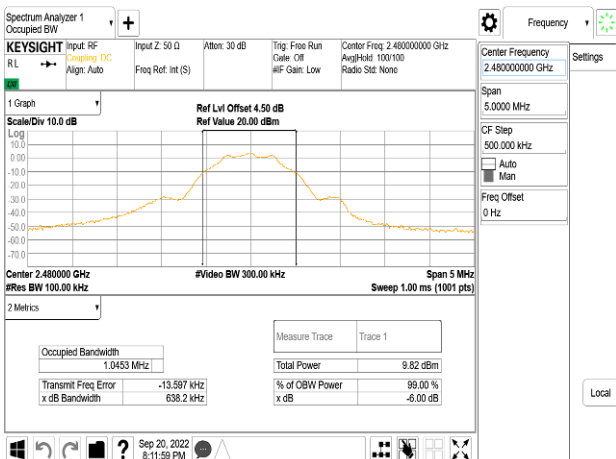 Spectrum Analyzer 1
Occupied BW
Frequency
KEYSIGHT
RL
Input: RF
Coupling: DC
Align: Auto
Input Z: 50 Ω
Freq Ref: Int (S)
Atten: 30 dB
Trig: Free Run
Gate: Off
#IF Gain: Low
Center Freq: 2.480000000 GHz
Avg|Hold: 100/100
Radio Std: None
Center Frequency
2.480000000 GHz
Settings
Span
5.0000 MHz
CF Step
500.000 kHz
Auto
Man
Freq Offset
0 Hz
Local
1 Graph
Scale/Div 10.0 dB
Ref Lvl Offset 4.50 dB
Ref Value 20.00 dBm
Log
10.0
0.00
-10.0
-20.0
-30.0
-40.0
-50.0
-60.0
-70.0
Center 2.480000 GHz
#Video BW 300.00 kHz
Span 5 MHz
#Res BW 100.00 kHz
Sweep 1.00 ms (1001 pts)
2 Metrics
Measure Trace
Trace 1
Occupied Bandwidth
1.0453 MHz
Total Power
9.82 dBm
Transmit Freq Error
-13.597 kHz
% of OBW Power
99.00 %
x dB Bandwidth
638.2 kHz
x dB
-6.00 dB
?
Sep 20, 2022
8:11:59 PM